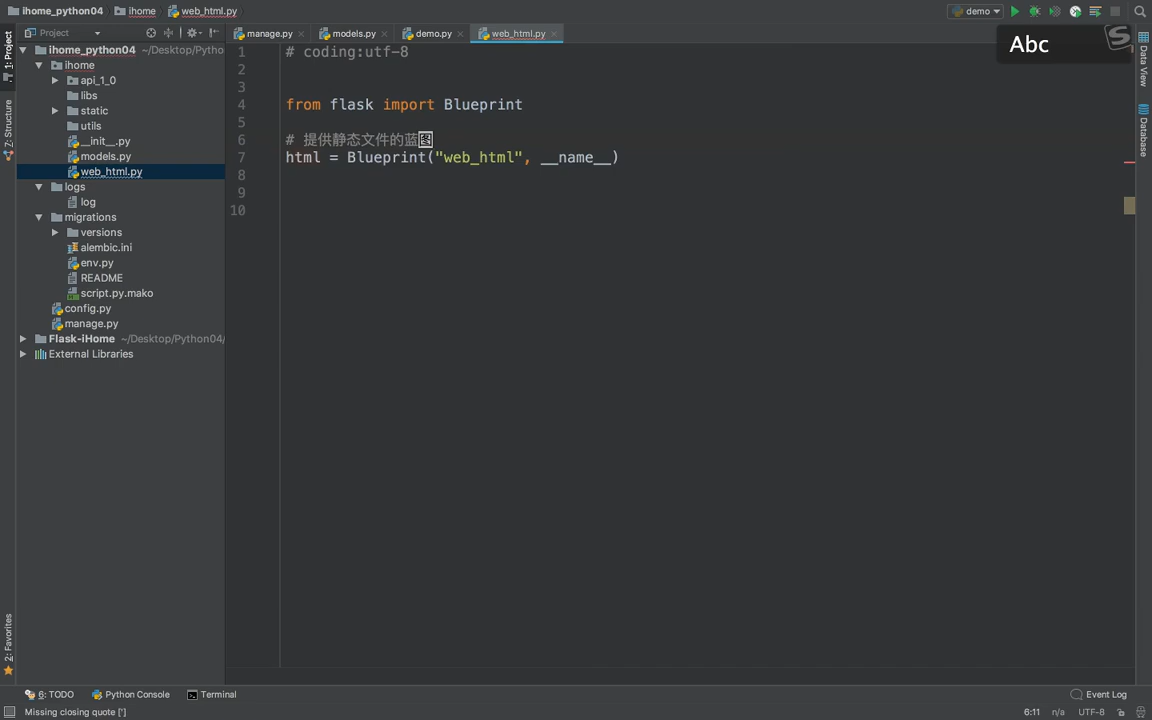 ihome_python04 ihome web_html.py demo
Project manage.py models.py demo.py web_html.py
Abc
1: Project
Z: Structure
2: Favorites
Data View
Database
ihome_python04 ~/Desktop/Pytho
ihome
api_1_0
libs
static
utils
__init__.py
models.py
web_html.py
logs
log
migrations
versions
alembic.ini
env.py
README
script.py.mako
config.py
manage.py
Flask-iHome ~/Desktop/Python04/
External Libraries
1 # coding:utf-8
2
3
4 from flask import Blueprint
5
6 # 提供静态文件的蓝图
7 html = Blueprint("web_html", __name__)
8
9
10
6: TODO Python Console Terminal Event Log
Missing closing quote ['] 6:11 n/a UTF-8